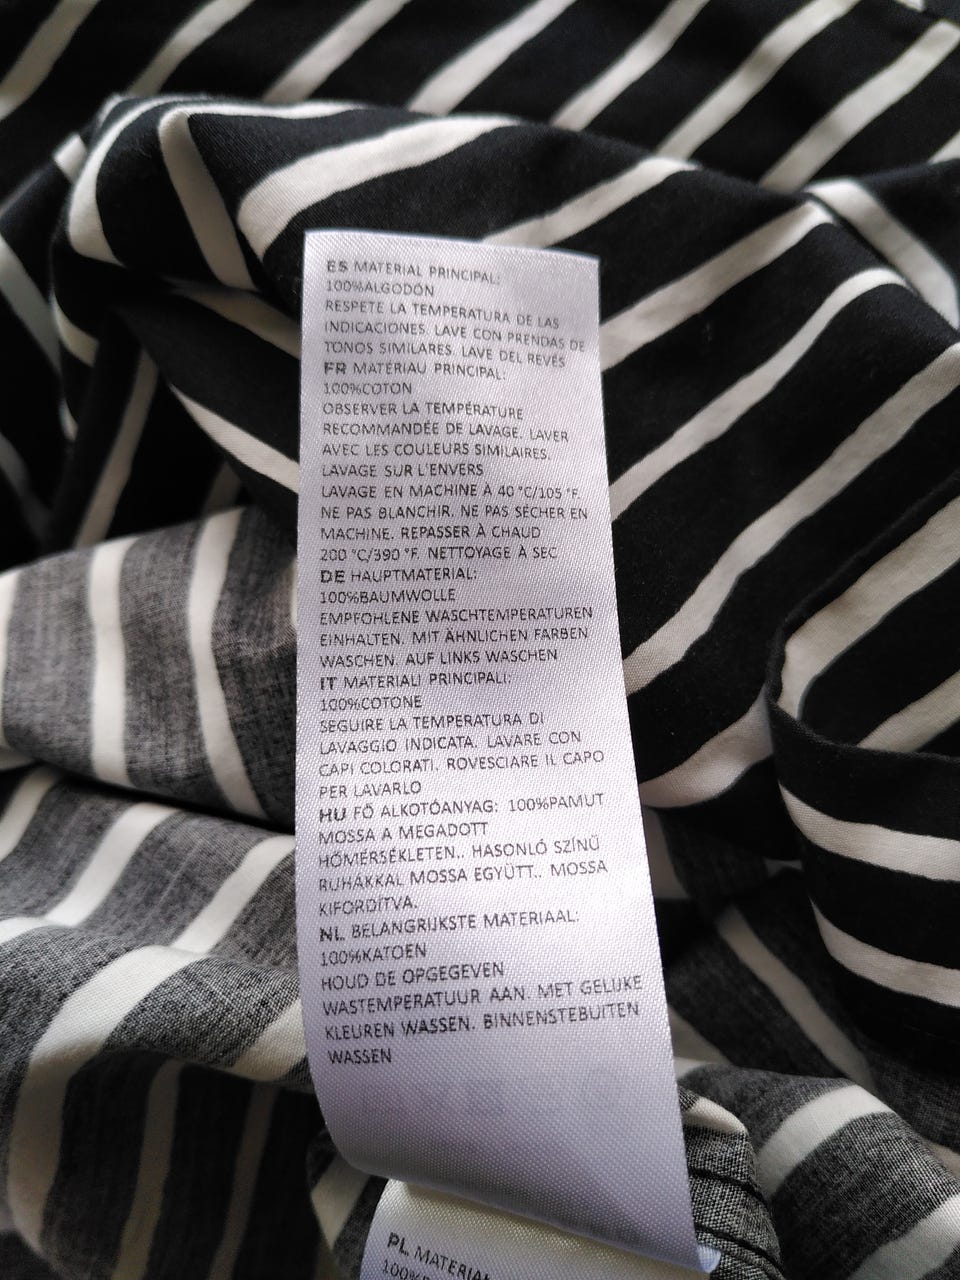 ES MATERIAL PRINCIPAL:
100%ALGODÓN
RESPETE LA TEMPERATURA DE LAS
INDICACIONES. LAVE CON PRENDAS DE
TONOS SIMILARES. LAVE DEL REVÉS
FR MATÉRIAU PRINCIPAL:
100%COTON
OBSERVER LA TEMPÉRATURE
RECOMMANDÉE DE LAVAGE. LAVER
AVEC LES COULEURS SIMILAIRES.
LAVAGE SUR L'ENVERS
LAVAGE EN MACHINE À 40 °C/105 °F.
NE PAS BLANCHIR. NE PAS SÉCHER EN
MACHINE. REPASSER À CHAUD
200 °C/390 °F. NETTOYAGE À SEC
DE HAUPTMATERIAL:
100%BAUMWOLLE
EMPFOHLENE WASCHTEMPERATUREN
EINHALTEN. MIT ÄHNLICHEN FARBEN
WASCHEN. AUF LINKS WASCHEN
IT MATERIALI PRINCIPALI:
100%COTONE
SEGUIRE LA TEMPERATURA DI
LAVAGGIO INDICATA. LAVARE CON
CAPI COLORATI. ROVESCIARE IL CAPO
PER LAVARLO
HU FŐ ALKOTÓANYAG: 100%PAMUT
MOSSA A MEGADOTT
HŐMÉRSÉKLETEN.. HASONLÓ SZÍNŰ
RUHÁKKAL MOSSA EGYÜTT.. MOSSA
KIFORDÍTVA.
NL BELANGRIJKSTE MATERIAAL:
100%KATOEN
HOUD DE OPGEGEVEN
WASTEMPERATUUR AAN. MET GELIJKE
KLEUREN WASSEN. BINNENSTEBUITEN
WASSEN
PL MATERIAŁ
100%